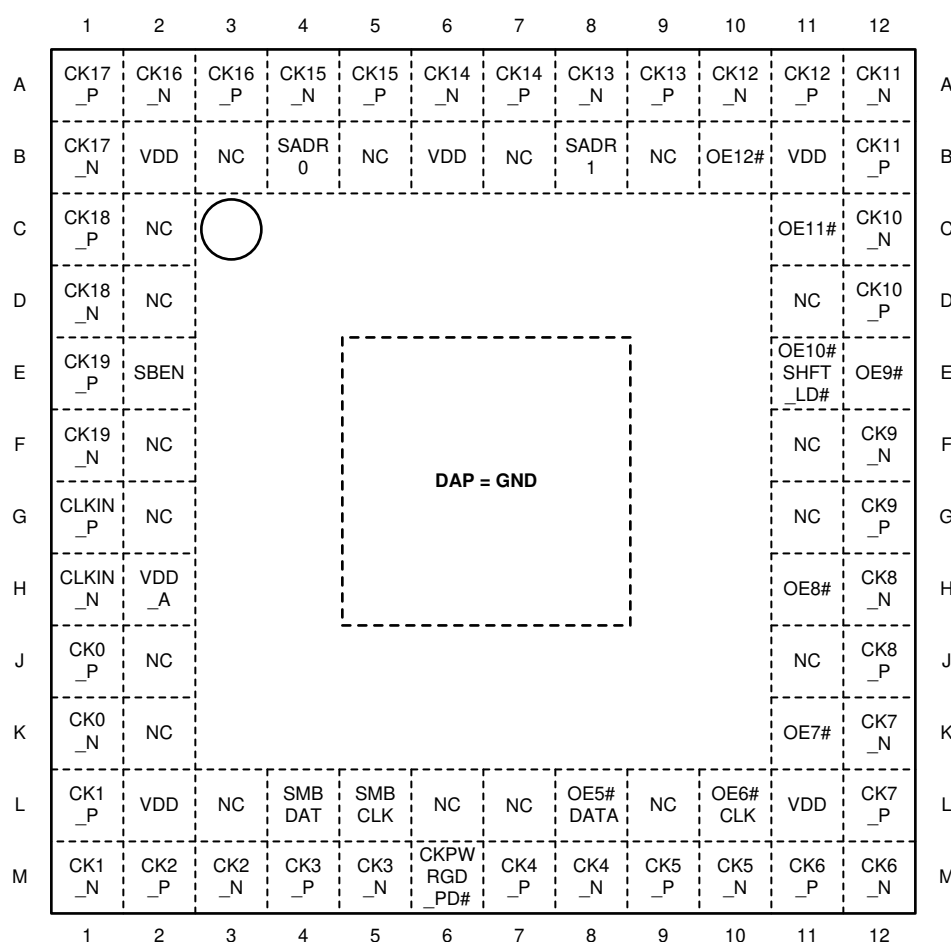 1 2 3 4 5 6 7 8 9 10 11 12
A CK17_P CK16_N CK16_P CK15_N CK15_P CK14_N CK14_P CK13_N CK13_P CK12_N CK12_P CK11_N A
B CK17_N VDD NC SADR0 NC VDD NC SADR1 NC OE12# VDD CK11_P B
C CK18_P NC OE11# CK10_N C
D CK18_N NC NC CK10_P D
E CK19_P SBEN OE10# SHFT_LD# OE9# E
F CK19_N NC NC CK9_N F
DAP = GND
G CLKIN_P NC NC CK9_P G
H CLKIN_N VDD_A OE8# CK8_N H
J CK0_P NC NC CK8_P J
K CK0_N NC OE7# CK7_N K
L CK1_P VDD NC SMB DAT SMB CLK NC NC OE5# DATA NC OE6# CLK VDD CK7_P L
M CK1_N CK2_P CK2_N CK3_P CK3_N CKPWRGD_PD# CK4_P CK4_N CK5_P CK5_N CK6_P CK6_N M
1 2 3 4 5 6 7 8 9 10 11 12